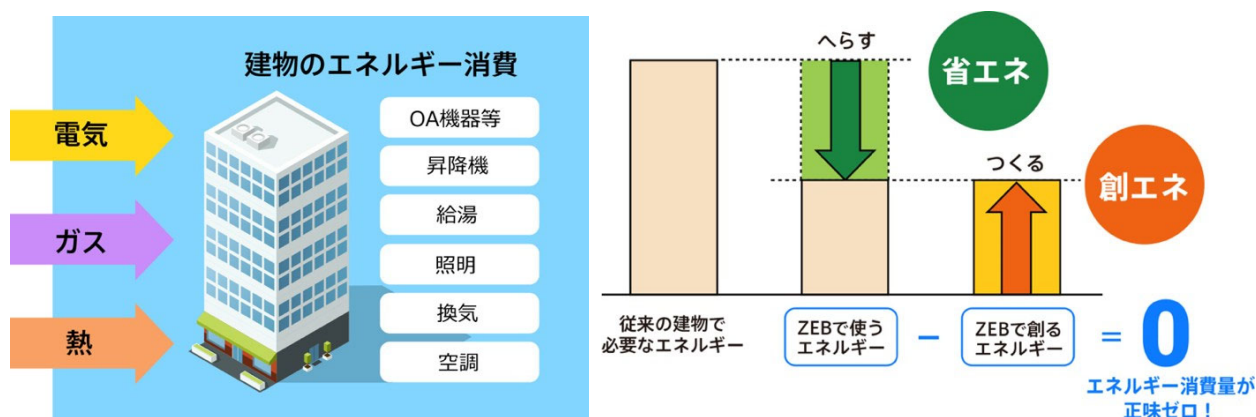 建物のエネルギー消費
電気
ガス
熱
OA機器等
昇降機
給湯
照明
換気
空調
へらす
省エネ
つくる
創エネ
従来の建物で
必要なエネルギー
ZEBで使う
エネルギー
−
ZEBで創る
エネルギー
= 0
エネルギー消費量が
正味ゼロ！